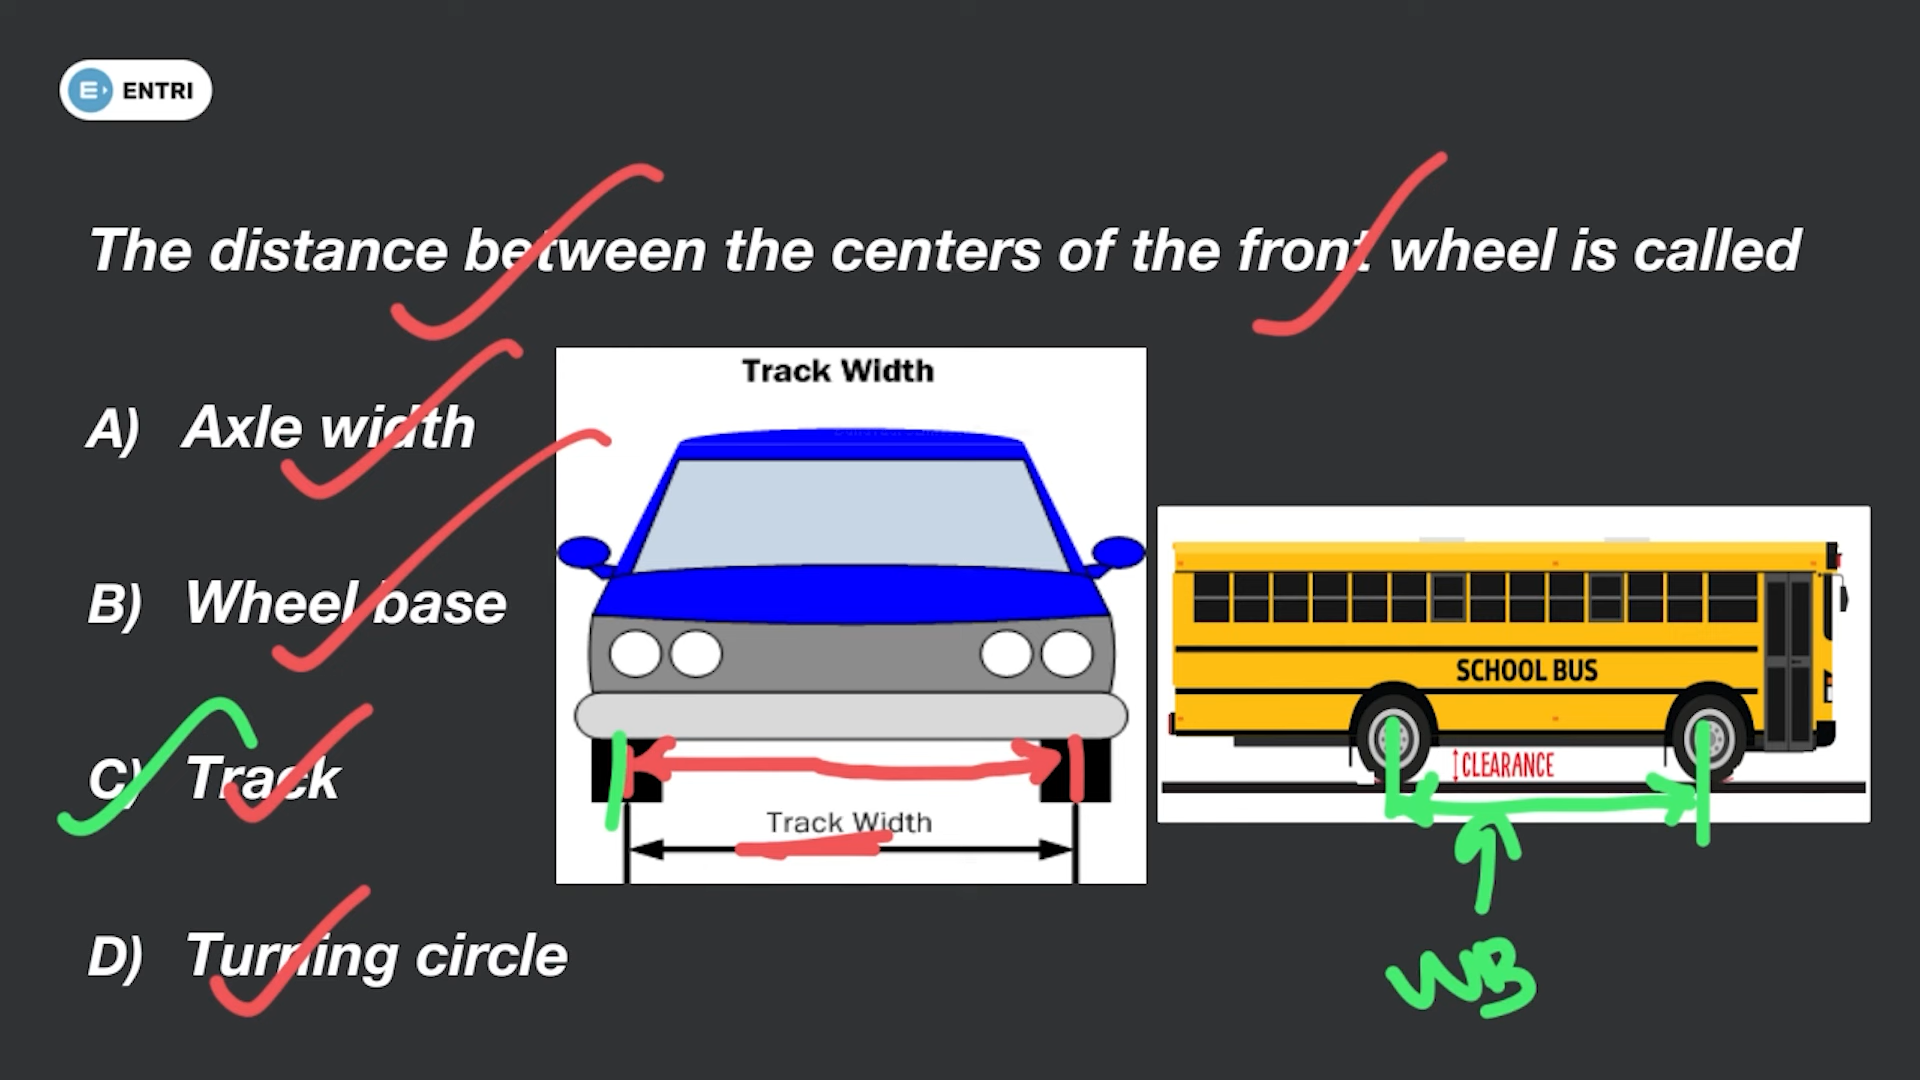 ENTRI
The distance between the centers of the front wheel is called
A) Axle width
B) Wheel base
C) Track
D) Turning circle
Track Width
Track Width
SCHOOL BUS
CLEARANCE
WB